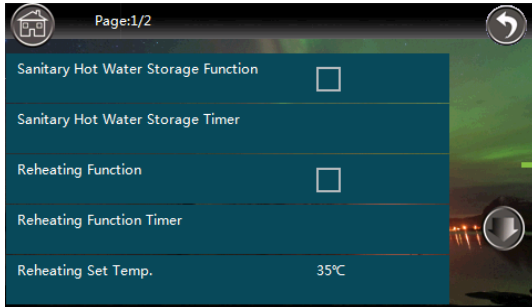 Page:1/2
Sanitary Hot Water Storage Function
Sanitary Hot Water Storage Timer
Reheating Function
Reheating Function Timer
Reheating Set Temp. 35℃